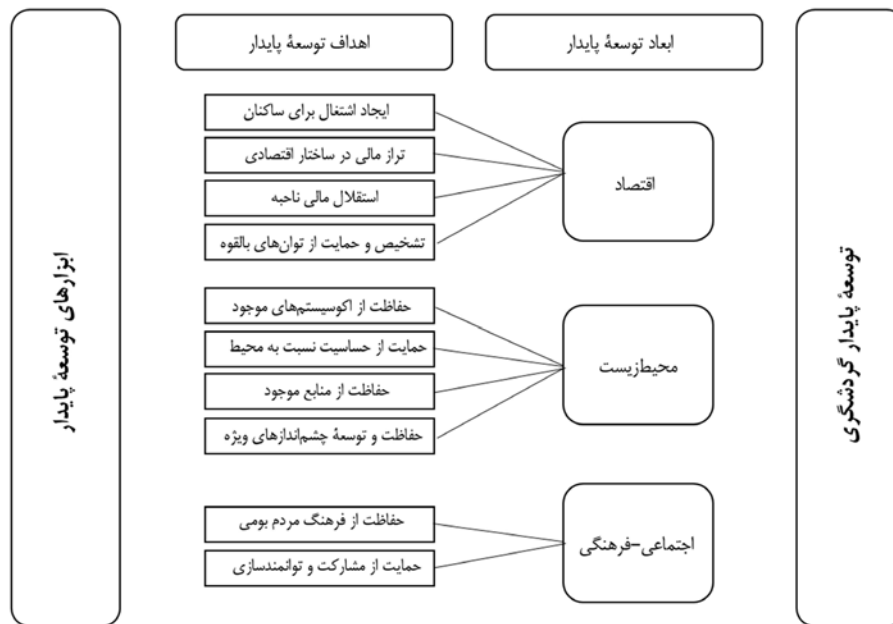 توسعهٔ پایدار گردشگری
ابعاد توسعهٔ پایدار
اهداف توسعهٔ پایدار
اقتصاد
ایجاد اشتغال برای ساکنان
تراز مالی در ساختار اقتصادی
استقلال مالی ناحبه
تشخیص و حمایت از توان‌های بالقوه
محیط‌زیست
حفاظت از اکوسیستم‌های موجود
حمایت از حساسیت نسبت به محیط
حفاظت از منابع موجود
حفاظت و توسعهٔ چشم‌اندازهای ویژه
اجتماعی-فرهنگی
حفاظت از فرهنگ مردم بومی
حمایت از مشارکت و توانمندسازی
ابزارهای توسعهٔ پایدار